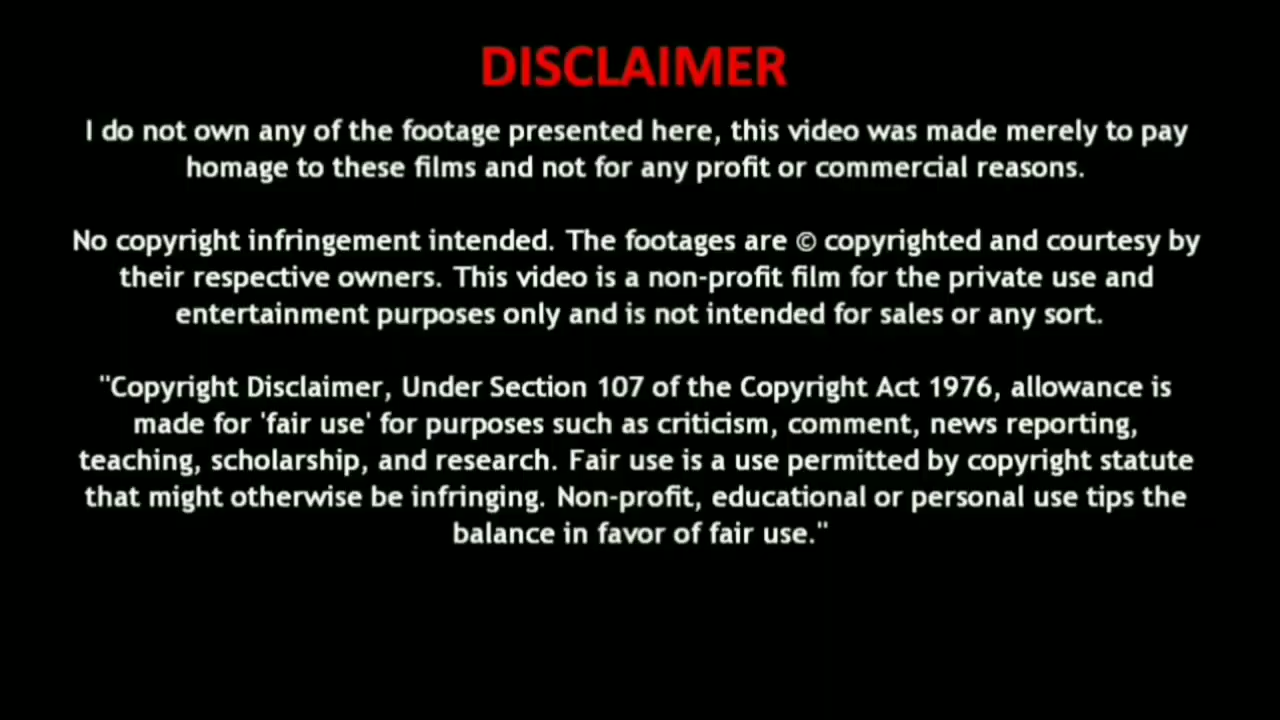 DISCLAIMER
I do not own any of the footage presented here, this video was made merely to pay
homage to these films and not for any profit or commercial reasons.
No copyright infringement intended. The footages are © copyrighted and courtesy by
their respective owners. This video is a non-profit film for the private use and
entertainment purposes only and is not intended for sales or any sort.
"Copyright Disclaimer, Under Section 107 of the Copyright Act 1976, allowance is
made for 'fair use' for purposes such as criticism, comment, news reporting,
teaching, scholarship, and research. Fair use is a use permitted by copyright statute
that might otherwise be infringing. Non-profit, educational or personal use tips the
balance in favor of fair use."